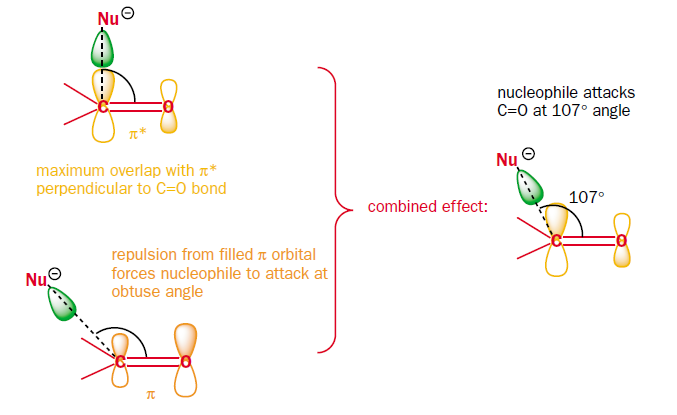 Nu⊖
C
O
π*
maximum overlap with π*
perpendicular to C=O bond
repulsion from filled π orbital
forces nucleophile to attack at
obtuse angle
Nu⊖
C
O
π
combined effect:
nucleophile attacks
C=O at 107° angle
Nu⊖
107°
C
O